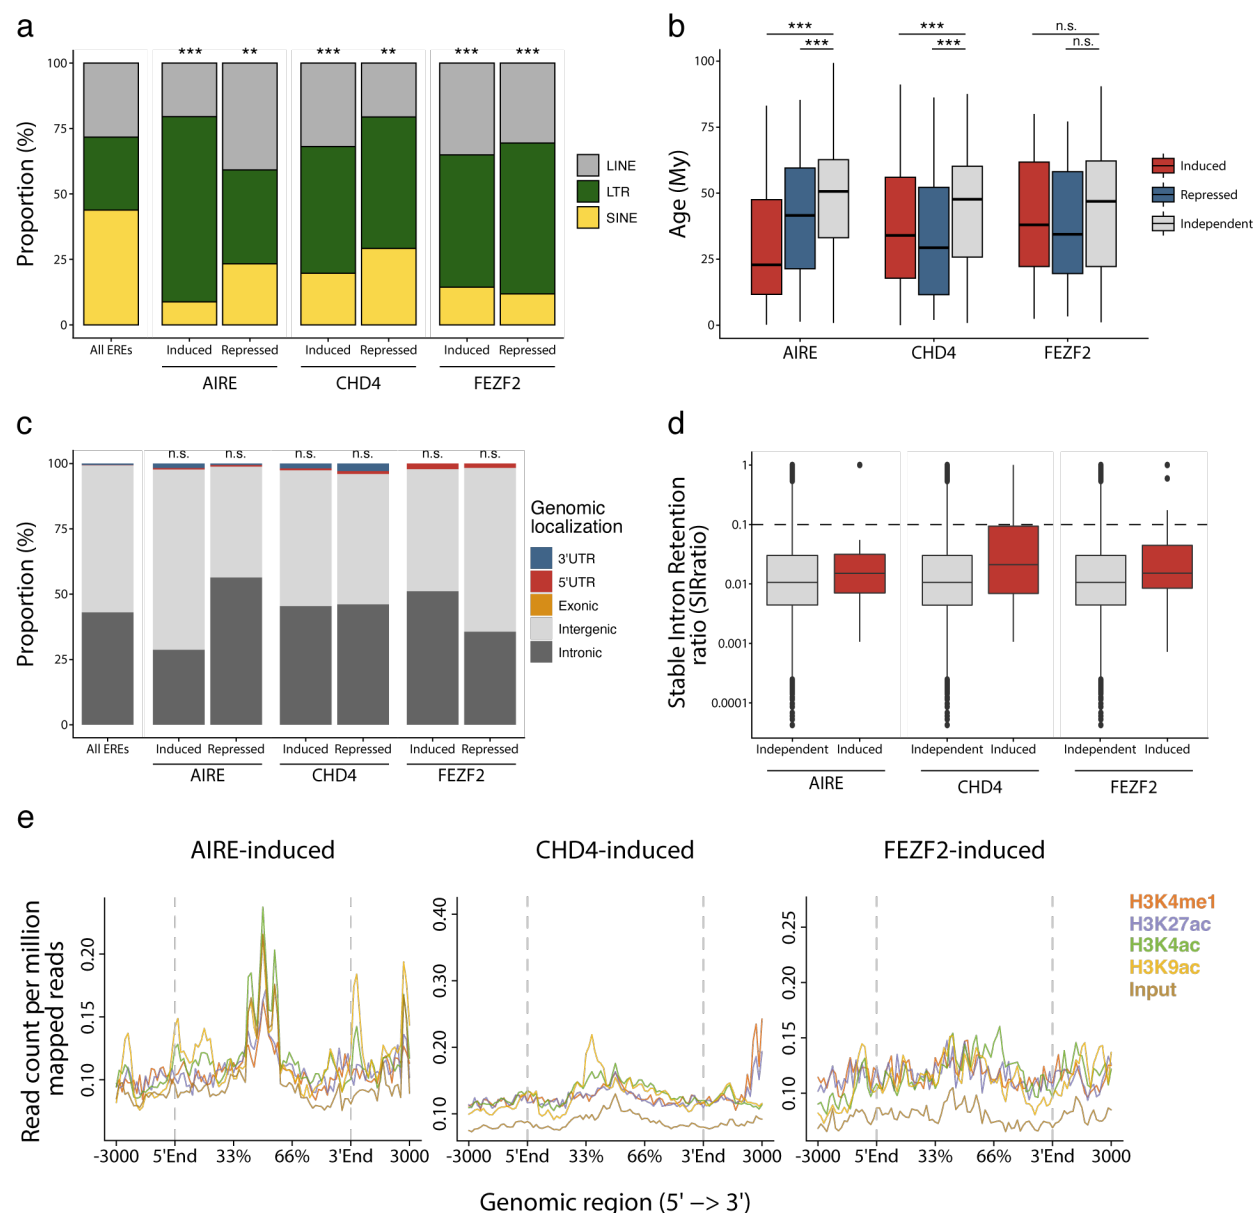 a
Proportion (%)
100
75
50
25
0
*** ** *** ** *** ***
All EREs Induced Repressed Induced Repressed Induced Repressed
AIRE CHD4 FEZF2
LINE
LTR
SINE
b
Age (My)
100
75
50
25
0
*** *** n.s.
*** *** n.s.
AIRE CHD4 FEZF2
Induced
Repressed
Independent
c
Proportion (%)
100
75
50
25
0
n.s. n.s. n.s. n.s. n.s. n.s.
All EREs Induced Repressed Induced Repressed Induced Repressed
AIRE CHD4 FEZF2
Genomic
localization
3'UTR
5'UTR
Exonic
Intergenic
Intronic
d
Stable Intron Retention
ratio (SIRratio)
1
0.1
0.01
0.001
0.0001
Independent Induced Independent Induced Independent Induced
AIRE CHD4 FEZF2
e
AIRE-induced CHD4-induced FEZF2-induced
Read count per million
mapped reads
0.20
0.15
0.10
-3000 5'End 33% 66% 3'End 3000
0.40
0.30
0.20
0.10
-3000 5'End 33% 66% 3'End 3000
0.25
0.20
0.15
0.10
-3000 5'End 33% 66% 3'End 3000
H3K4me1
H3K27ac
H3K4ac
H3K9ac
Input
Genomic region (5' −> 3')